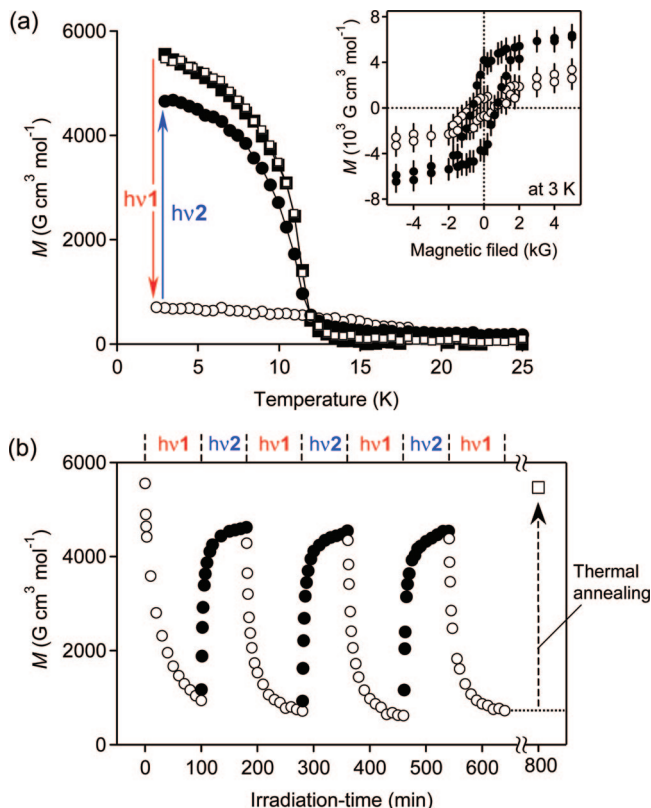 (a)
6000
4000
2000
0
M (G cm³ mol⁻¹)
hν1
hν2
0 5 10 15 20 25
Temperature (K)
8
4
0
-4
-8
M (10³ G cm³ mol⁻¹)
at 3 K
-4 -2 0 2 4
Magnetic filed (kG)
(b)
hν1 hν2 hν1 hν2 hν1 hν2 hν1
6000
4000
2000
0
M (G cm³ mol⁻¹)
Thermal
annealing
0 100 200 300 400 500 600 800
Irradiation-time (min)